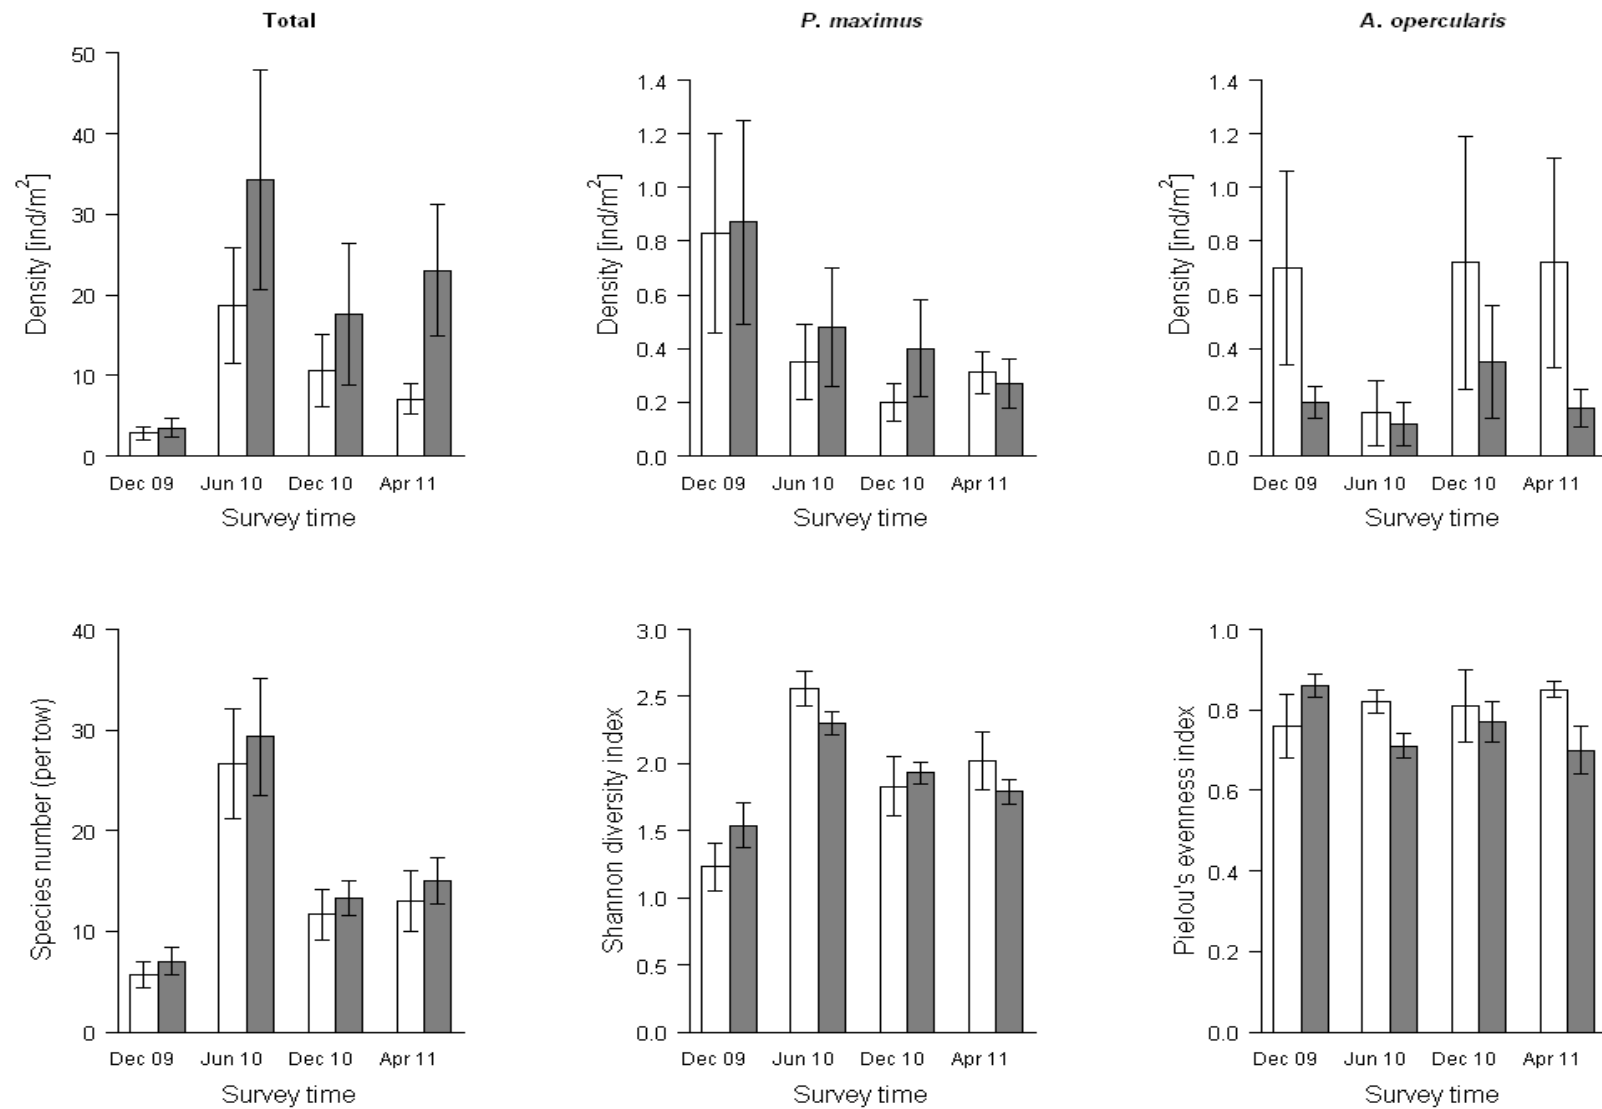 Total
50
40
30
20
10
0
Density [ind/m²]
Dec 09 Jun 10 Dec 10 Apr 11
Survey time
P. maximus
1.4
1.2
1.0
0.8
0.6
0.4
0.2
0.0
Density [ind/m²]
Dec 09 Jun 10 Dec 10 Apr 11
Survey time
A. opercularis
1.4
1.2
1.0
0.8
0.6
0.4
0.2
0.0
Density [ind/m²]
Dec 09 Jun 10 Dec 10 Apr 11
Survey time
40
30
20
10
0
Species number (per tow)
Dec 09 Jun 10 Dec 10 Apr 11
Survey time
3.0
2.5
2.0
1.5
1.0
0.5
0.0
Shannon diversity index
Dec 09 Jun 10 Dec 10 Apr 11
Survey time
1.0
0.8
0.6
0.4
0.2
0.0
Pielou's evenness index
Dec 09 Jun 10 Dec 10 Apr 11
Survey time